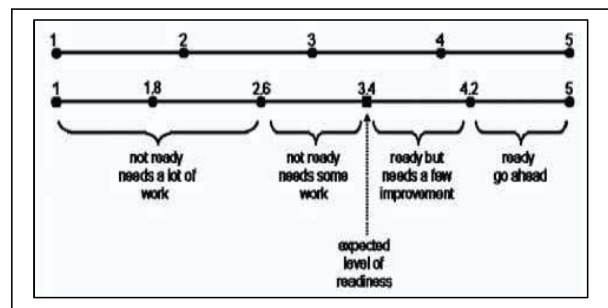 1 2 3 4 5
1 1.8 2.6 3.4 4.2 5
not ready not ready ready but ready
needs a lot of needs some needs a few go ahead
work work improvement
expected
level of
readiness